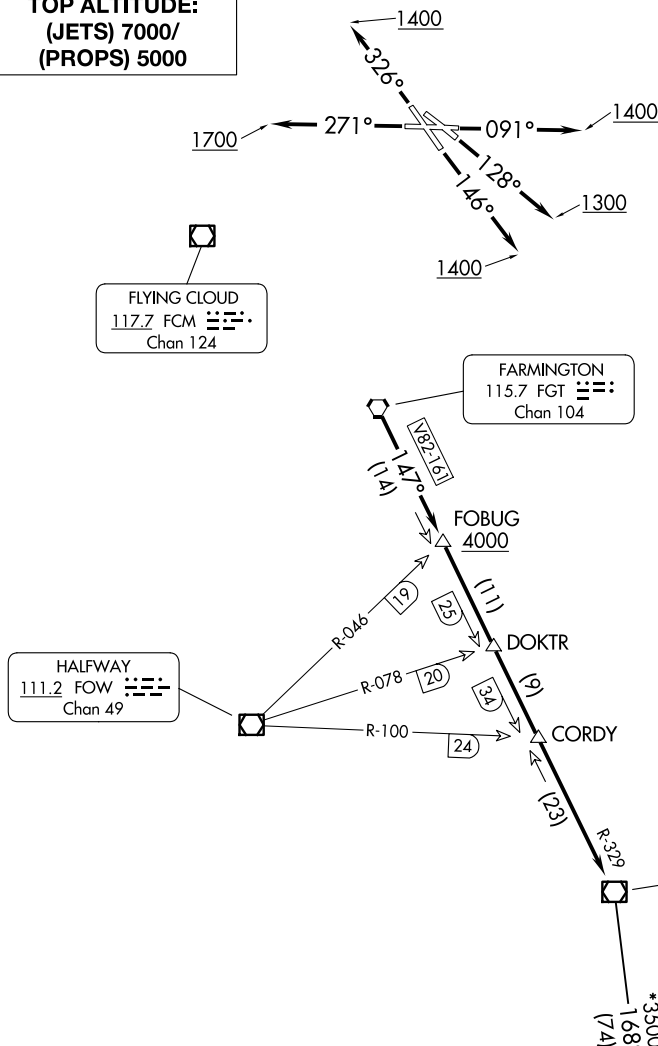 TOP ALTITUDE:
(JETS) 7000/
(PROPS) 5000
1400
326°
1700
271°
091°
1400
128°
1300
146°
1400
FLYING CLOUD
117.7 FCM
Chan 124
FARMINGTON
115.7 FGT
Chan 104
V82-161
147°
(14)
FOBUG
4000
(11)
R-046
19
25
DOKTR
HALFWAY
111.2 FOW
Chan 49
R-078
20
(9)
34
R-100
24
CORDY
(23)
R-329
*3500
168°
(74)